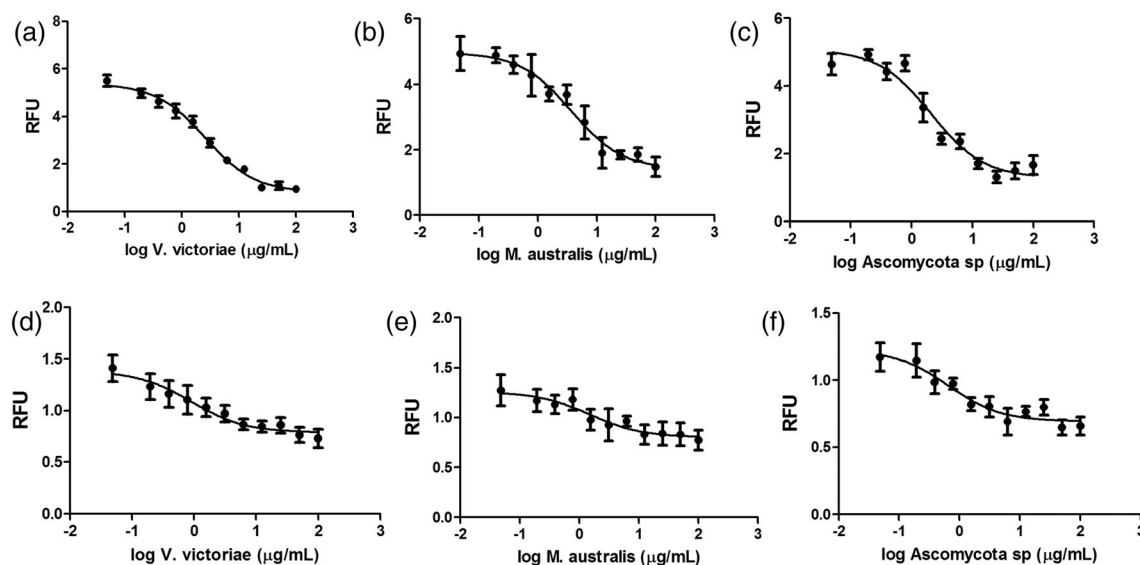 (a)
8
6
4
2
0
RFU
-2 -1 0 1 2 3
log V. victoriae (μg/mL)
(b)
6
4
2
0
RFU
-2 -1 0 1 2 3
log M. australis (μg/mL)
(c)
6
4
2
0
RFU
-2 -1 0 1 2 3
log Ascomycota sp (μg/mL)
(d)
2.0
1.5
1.0
0.5
0.0
RFU
-2 -1 0 1 2 3
log V. victoriae (μg/mL)
(e)
2.0
1.5
1.0
0.5
0.0
RFU
-2 -1 0 1 2 3
log M. australis (μg/mL)
(f)
1.5
1.0
0.5
0.0
RFU
-2 -1 0 1 2 3
log Ascomycota sp (μg/mL)